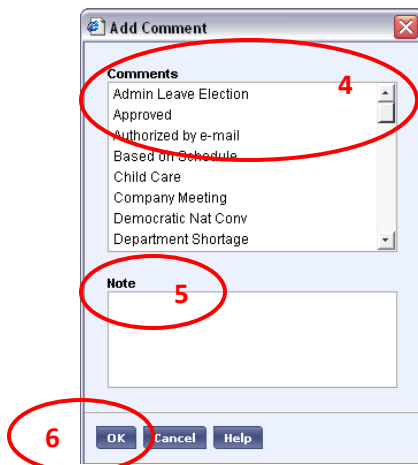 Add Comment
Comments
4
Admin Leave Election
Approved
Authorized by e-mail
Based on Schedule
Child Care
Company Meeting
Democratic Nat Conv
Department Shortage
Note
5
6
OK Cancel Help